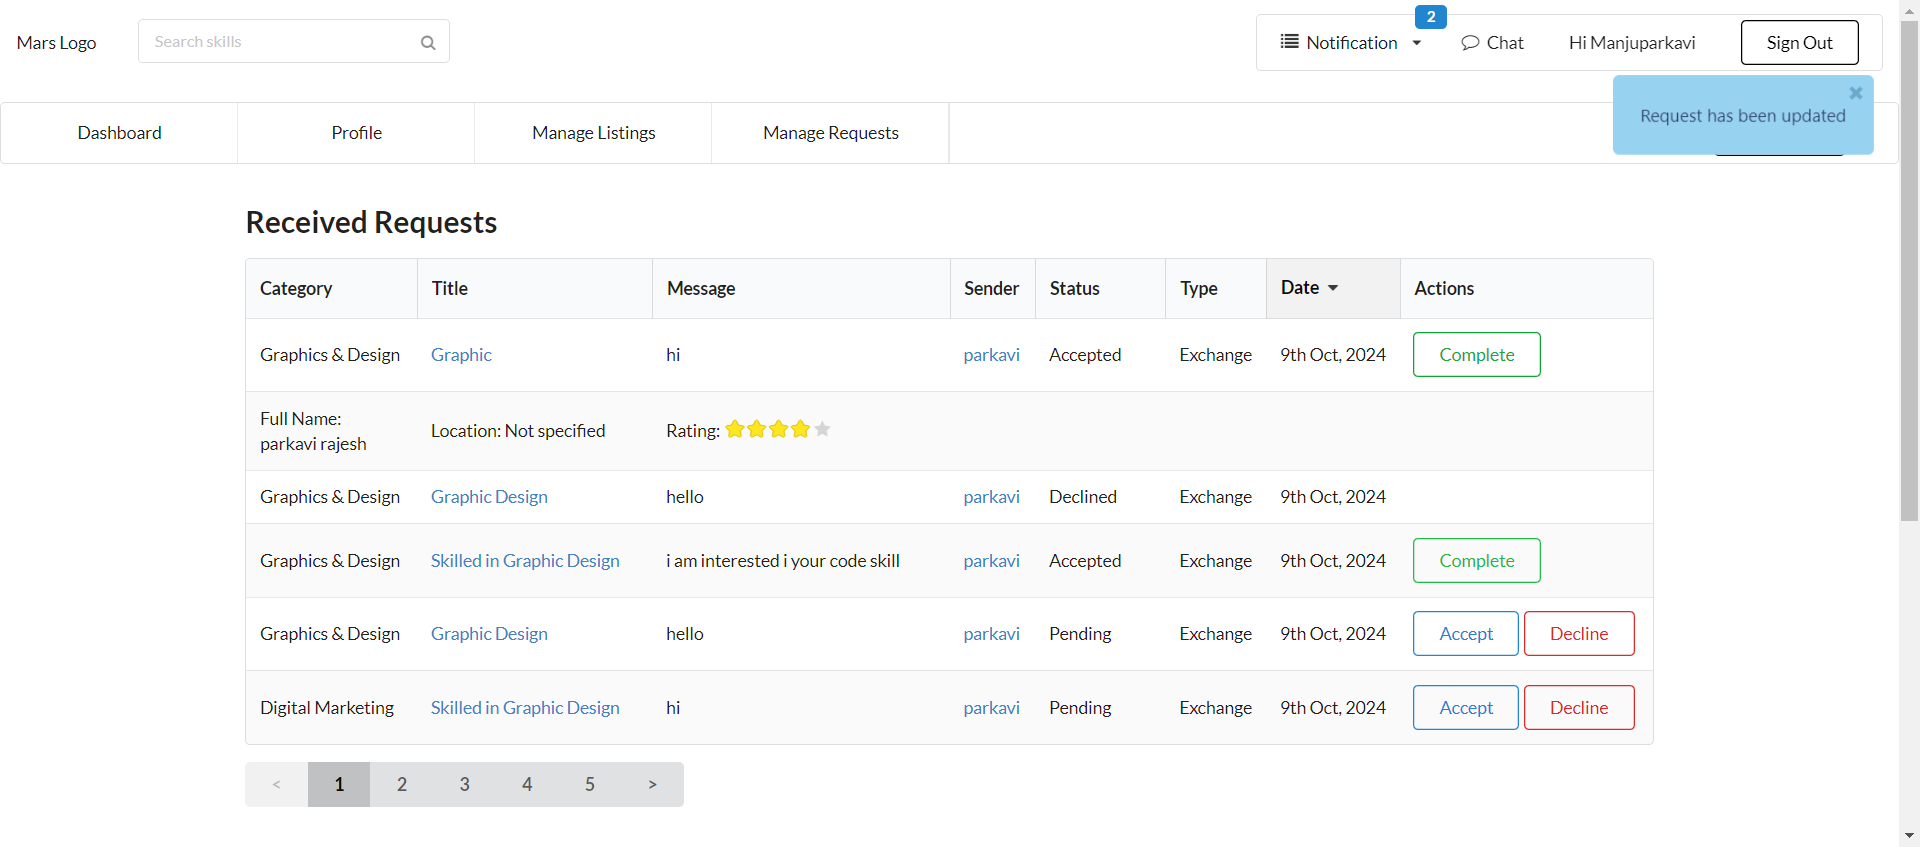 Mars Logo
Search skills
2
Notification
Chat
Hi Manjuparkavi
Sign Out
Request has been updated
Dashboard
Profile
Manage Listings
Manage Requests
Received Requests
Category Title Message Sender Status Type Date Actions
Graphics & Design Graphic hi parkavi Accepted Exchange 9th Oct, 2024 Complete
Full Name:
parkavi rajesh
Location: Not specified
Rating:
Graphics & Design Graphic Design hello parkavi Declined Exchange 9th Oct, 2024
Graphics & Design Skilled in Graphic Design i am interested i your code skill parkavi Accepted Exchange 9th Oct, 2024 Complete
Graphics & Design Graphic Design hello parkavi Pending Exchange 9th Oct, 2024 Accept Decline
Digital Marketing Skilled in Graphic Design hi parkavi Pending Exchange 9th Oct, 2024 Accept Decline
< 1 2 3 4 5 >